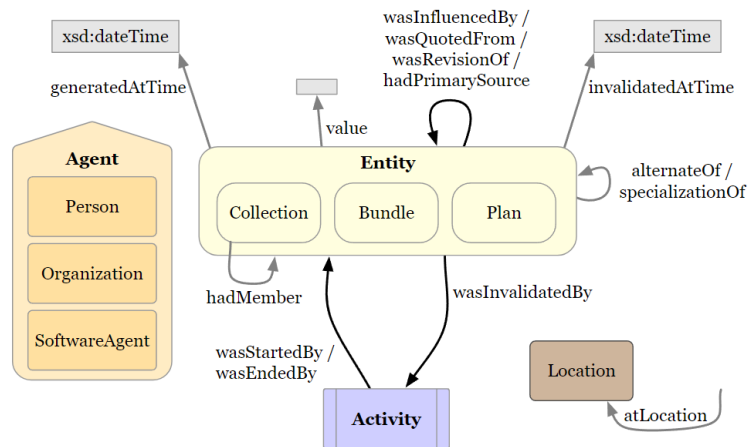 wasInfluencedBy /
wasQuotedFrom /
wasRevisionOf /
hadPrimarySource
xsd:dateTime
xsd:dateTime
generatedAtTime
invalidatedAtTime
value
Agent
Person
Organization
SoftwareAgent
Entity
Collection
Bundle
Plan
alternateOf /
specializationOf
hadMember
wasInvalidatedBy
wasStartedBy /
wasEndedBy
Activity
Location
atLocation